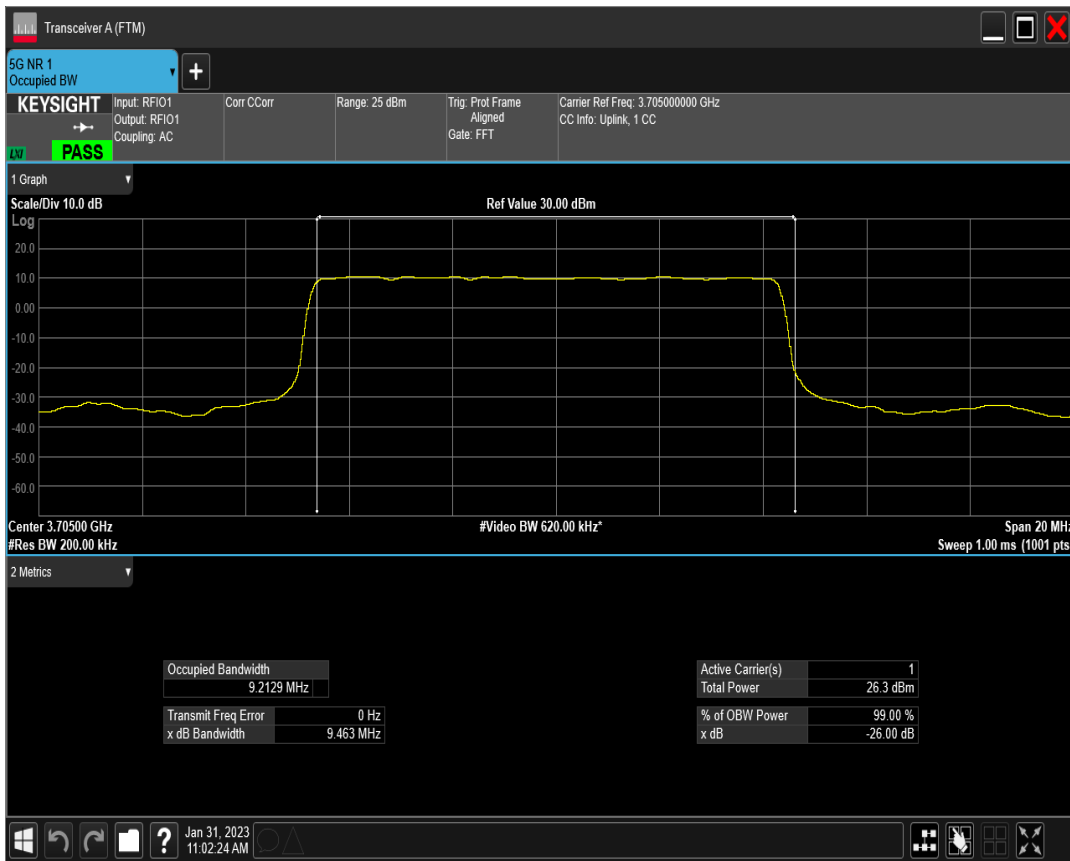 Transceiver A (FTM)
5G NR 1
Occupied BW
+
KEYSIGHT
LXI
PASS
Input: RFIO1
Output: RFIO1
Coupling: AC
Corr CCorr
Range: 25 dBm
Trig: Prot Frame
Aligned
Gate: FFT
Carrier Ref Freq: 3.705000000 GHz
CC Info: Uplink, 1 CC
1 Graph
Scale/Div 10.0 dB
Ref Value 30.00 dBm
Log
20.0
10.0
0.00
-10.0
-20.0
-30.0
-40.0
-50.0
-60.0
Center 3.70500 GHz
#Video BW 620.00 kHz*
Span 20 MHz
#Res BW 200.00 kHz
Sweep 1.00 ms (1001 pts
2 Metrics
Occupied Bandwidth
9.2129 MHz
Transmit Freq Error 0 Hz
x dB Bandwidth 9.463 MHz
Active Carrier(s) 1
Total Power 26.3 dBm
% of OBW Power 99.00 %
x dB -26.00 dB
?
Jan 31, 2023
11:02:24 AM